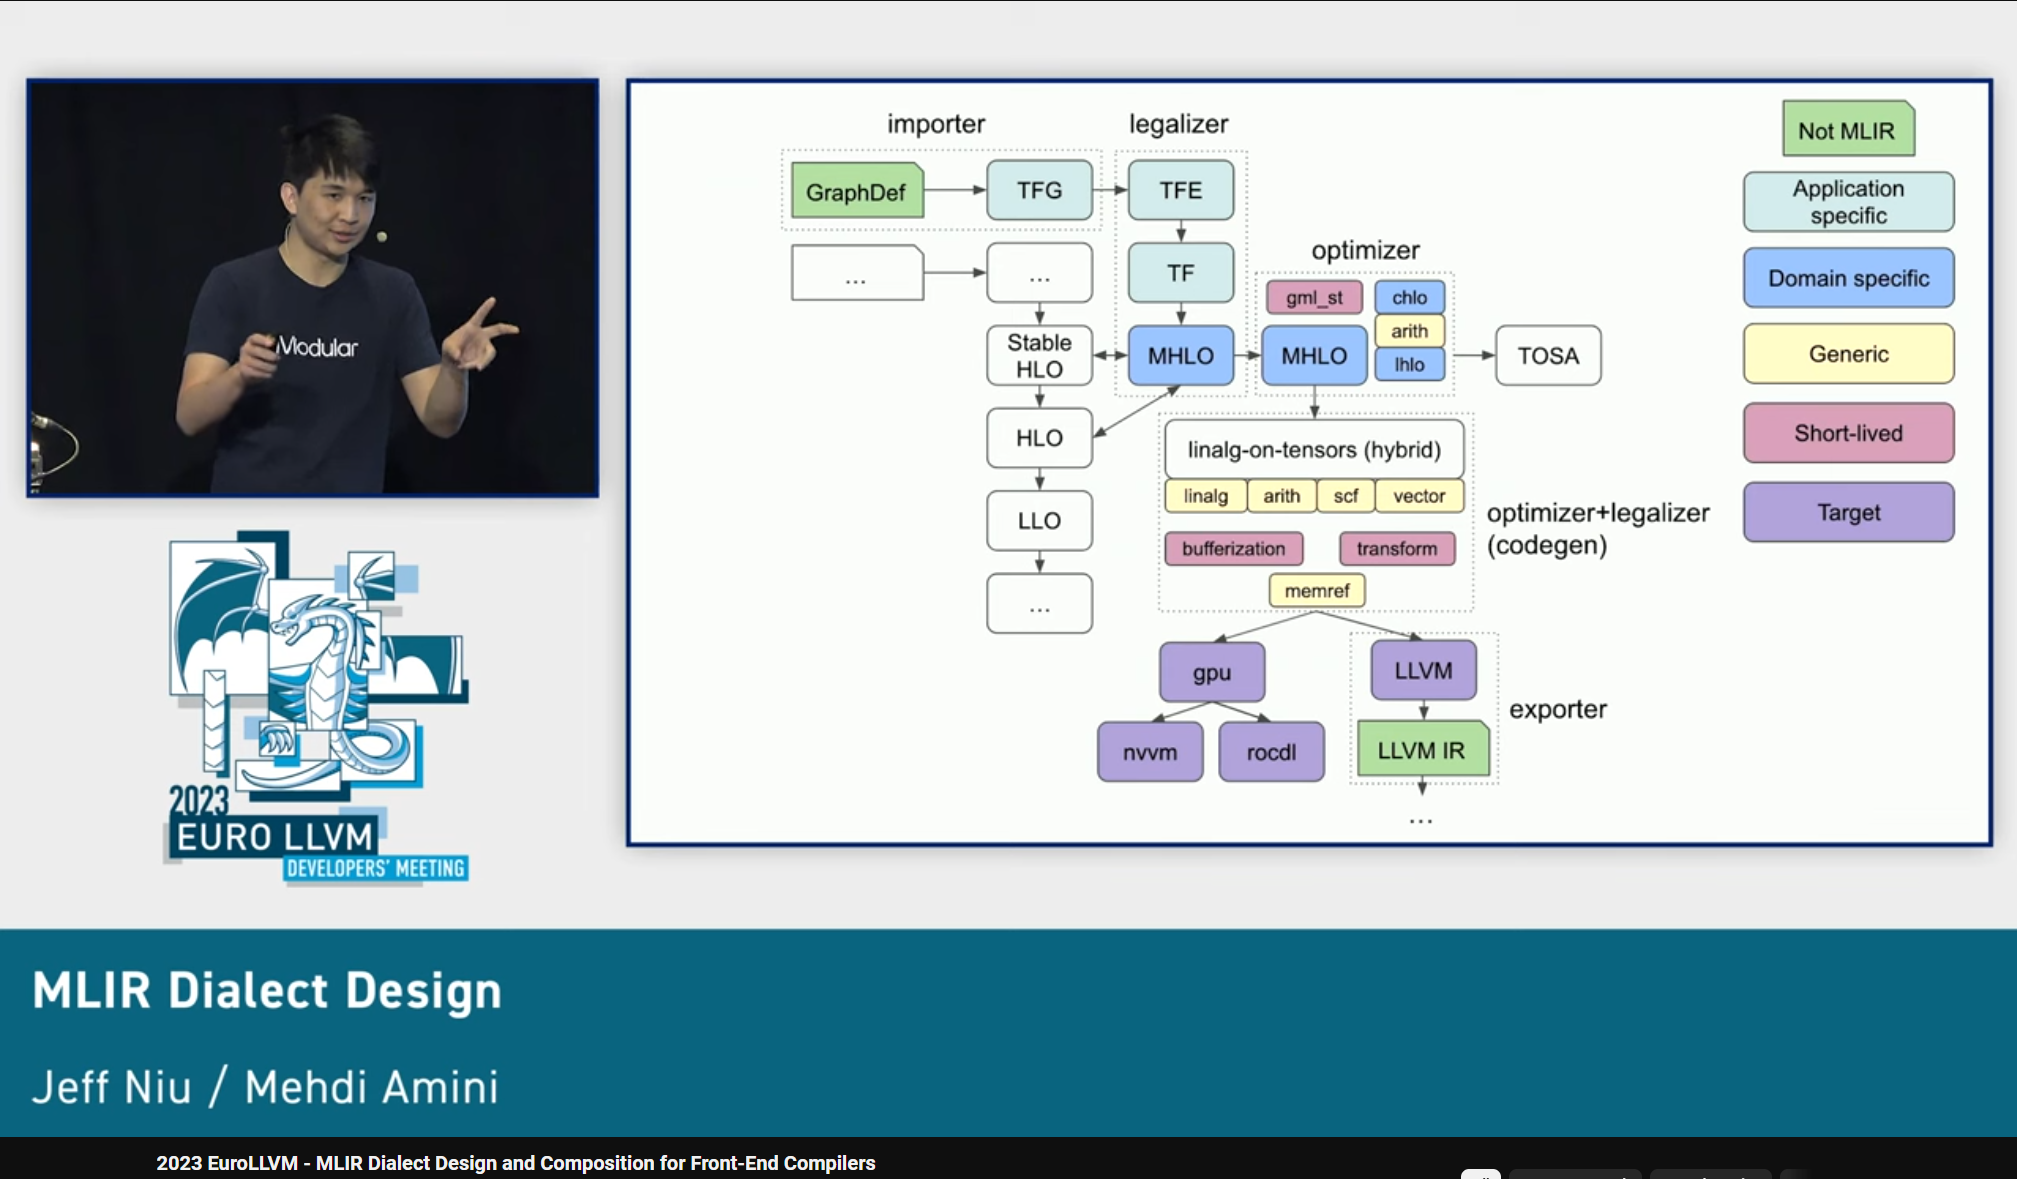 Modular
2023
EURO LLVM
DEVELOPERS' MEETING
importer
legalizer
GraphDef
TFG
TFE
...
...
TF
optimizer
gml_st
chlo
arith
lhlo
Stable
HLO
MHLO
MHLO
TOSA
HLO
linalg-on-tensors (hybrid)
linalg
arith
scf
vector
LLO
bufferization
transform
optimizer+legalizer
(codegen)
...
memref
gpu
LLVM
nvvm
rocdl
LLVM IR
exporter
...
Not MLIR
Application
specific
Domain specific
Generic
Short-lived
Target
MLIR Dialect Design
Jeff Niu / Mehdi Amini
2023 EuroLLVM - MLIR Dialect Design and Composition for Front-End Compilers